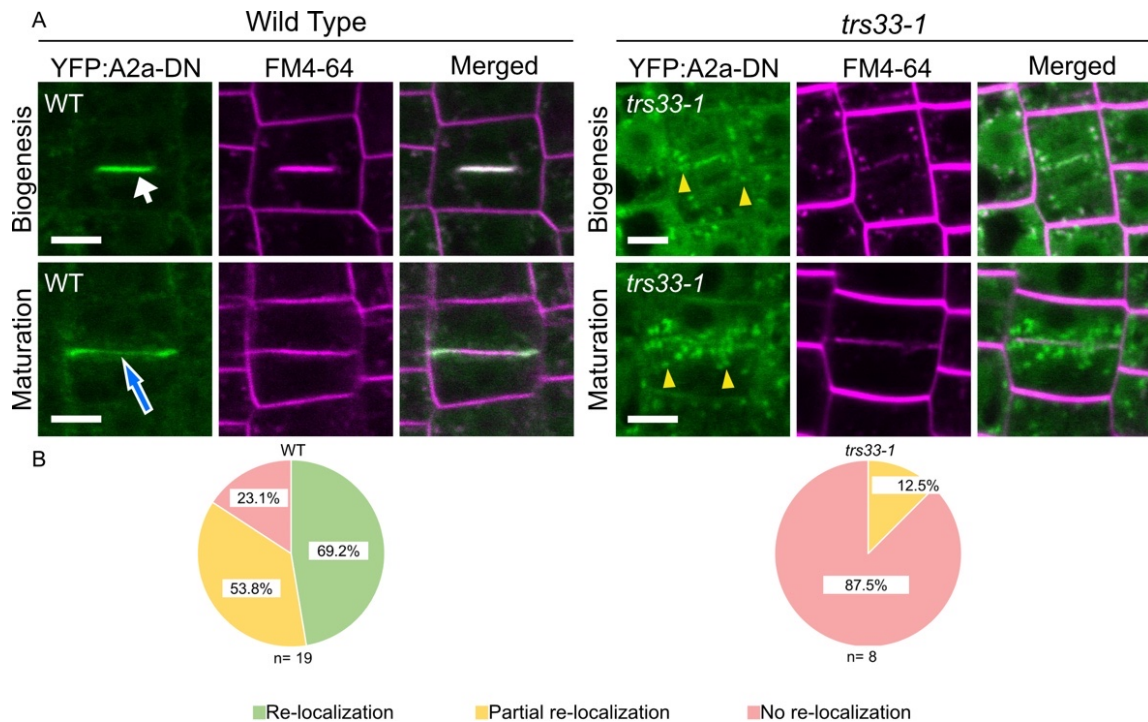 A
Wild Type
trs33-1
YFP:A2a-DN FM4-64 Merged
YFP:A2a-DN FM4-64 Merged
Biogenesis
WT
Biogenesis
trs33-1
Maturation
WT
Maturation
trs33-1
B
WT
23.1%
69.2%
53.8%
n= 19
trs33-1
12.5%
87.5%
n= 8
Re-localization Partial re-localization No re-localization